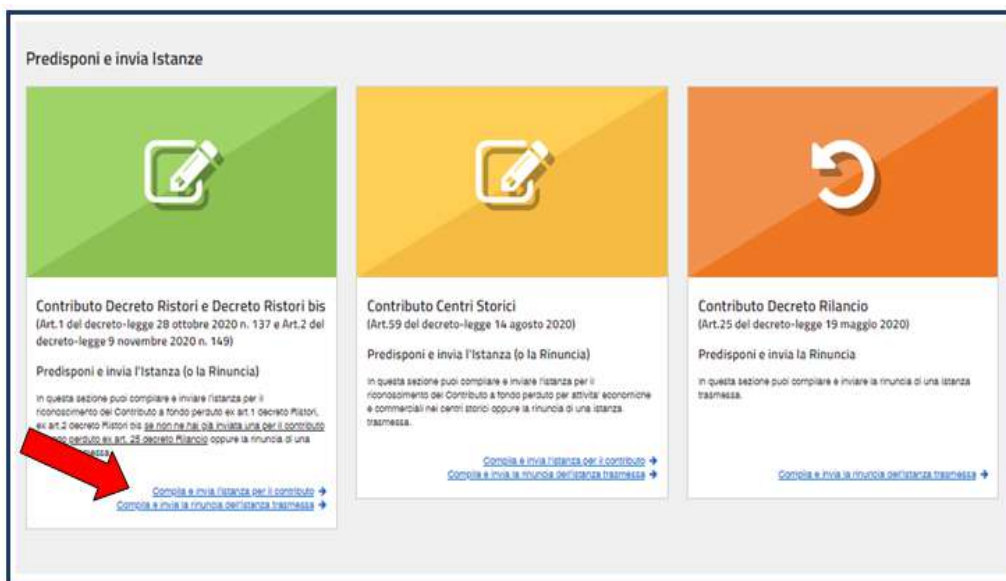 Predisponi e invia Istanze
Contributo Decreto Ristori e Decreto Ristori bis
(Art.1 del decreto-legge 28 ottobre 2020 n. 137 e Art.2 del
decreto-legge 9 novembre 2020 n. 149)
Predisponi e invia l'Istanza (o la Rinuncia)
In questa sezione puoi compilare e inviare l'istanza per il
riconoscimento del Contributo a fondo perduto ex art.1 decreto Ristori,
ex art.2 decreto Ristori bis se non ne hai già inviata una per il contributo
fondo perduto ex art. 25 decreto Rilancio oppure la rinuncia di una
Compila e invia l'istanza per il contributo →
Compila e invia la rinuncia dell'istanza trasmessa →
Contributo Centri Storici
(Art.59 del decreto-legge 14 agosto 2020)
Predisponi e invia l'Istanza (o la Rinuncia)
In questa sezione puoi compilare e inviare l'istanza per il
riconoscimento del Contributo a fondo perduto per attivita' economiche
e commerciali nei centri storici oppure la rinuncia di una istanza
trasmessa.
Compila e invia l'istanza per il contributo →
Compila e invia la rinuncia dell'istanza trasmessa →
Contributo Decreto Rilancio
(Art.25 del decreto-legge 19 maggio 2020)
Predisponi e invia la Rinuncia
In questa sezione puoi compilare e inviare la rinuncia di una istanza
trasmessa.
Compila e invia la rinuncia dell'istanza trasmessa →